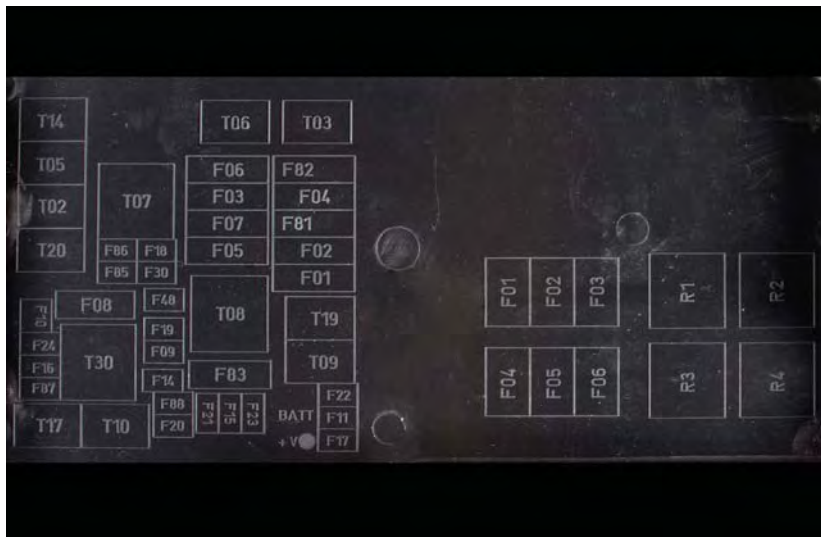 T14
T06 T03
T05
F06 F82
T02
T07
F03 F04
F07 F81
T20
F86 F18
F05 F02
F85 F30
F01
F01 F02 F03 R1 R2
F10
F08
F48
T08
T19
F24
F19
F16
T30
F09
T09
F87
F14
F83
F04 F05 F06 R3 R4
F22
T17
T10
F88
F21 F15 F23
BATT
F11
F20
+V
F17